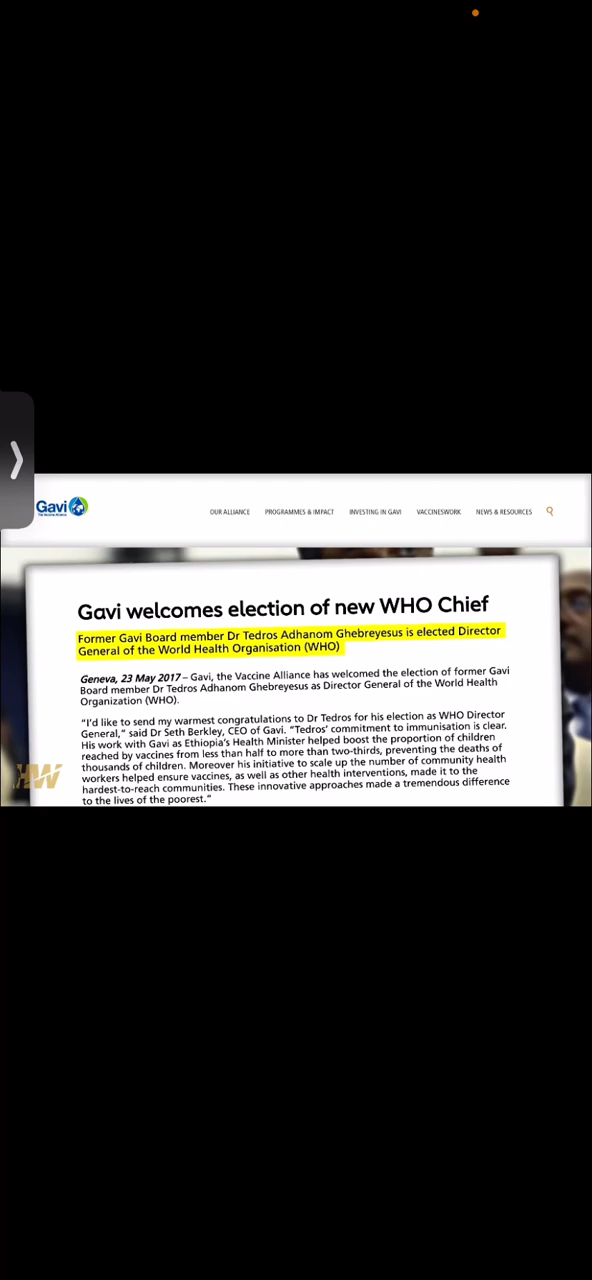 Gavi
The Vaccine Alliance
OUR ALLIANCE PROGRAMMES & IMPACT INVESTING IN GAVI VACCINESWORK NEWS & RESOURCES
Gavi welcomes election of new WHO Chief
Former Gavi Board member Dr Tedros Adhanom Ghebreyesus is elected Director
General of the World Health Organisation (WHO)
Geneva, 23 May 2017 – Gavi, the Vaccine Alliance has welcomed the election of former Gavi
Board member Dr Tedros Adhanom Ghebreyesus as Director General of the World Health
Organization (WHO).
"I'd like to send my warmest congratulations to Dr Tedros for his election as WHO Director
General," said Dr Seth Berkley, CEO of Gavi. "Tedros' commitment to immunisation is clear.
His work with Gavi as Ethiopia's Health Minister helped boost the proportion of children
reached by vaccines from less than half to more than two-thirds, preventing the deaths of
thousands of children. Moreover his initiative to scale up the number of community health
workers helped ensure vaccines, as well as other health interventions, made it to the
hardest-to-reach communities. These innovative approaches made a tremendous difference
to the lives of the poorest."
HW